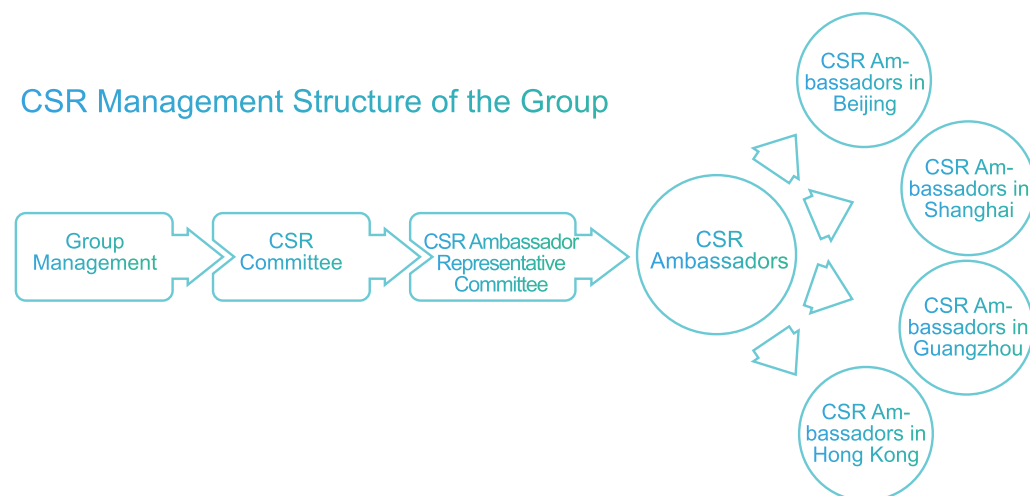 CSR Management Structure of the Group
Group
Management
CSR
Committee
CSR Ambassador
Representative
Committee
CSR
Ambassadors
CSR Am-
bassadors in
Beijing
CSR Am-
bassadors in
Shanghai
CSR Am-
bassadors in
Guangzhou
CSR Am-
bassadors in
Hong Kong